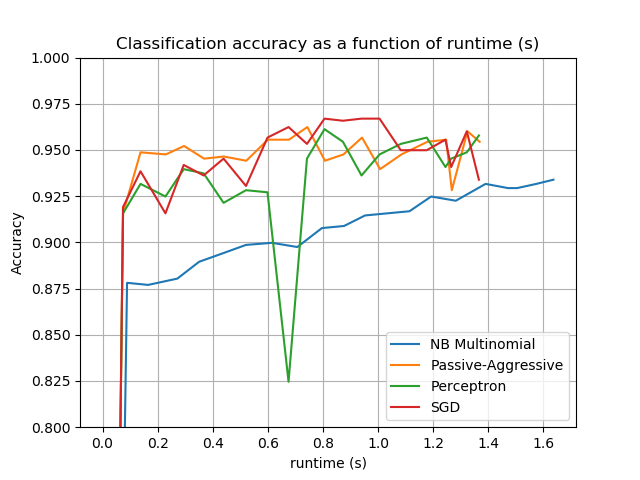 Classification accuracy as a function of runtime (s)
1.000
0.975
0.950
0.925
0.900
0.875
0.850
0.825
0.800
Accuracy
NB Multinomial
Passive-Aggressive
Perceptron
SGD
0.0 0.2 0.4 0.6 0.8 1.0 1.2 1.4 1.6
runtime (s)